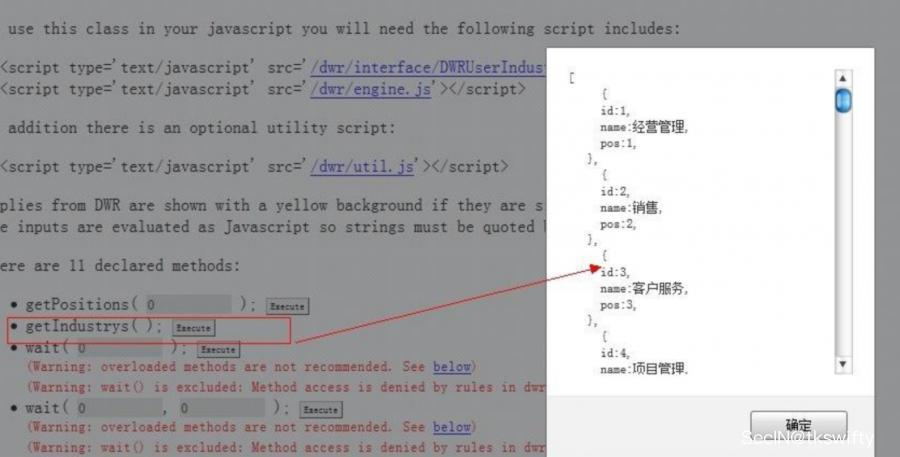 use this class in your javascript you will need the following script includes:
<script type='text/javascript' src='/dwr/interface/DWRUserIndust
<script type='text/javascript' src='/dwr/engine.js'></script>
addition there is an optional utility script:
<script type='text/javascript' src='/dwr/util.js'></script>
plies from DWR are shown with a yellow background if they are s
e inputs are evaluated as Javascript so strings must be quoted b
ere are 11 declared methods:
• getPositions( 0 ); Execute
• getIndustrys( ); Execute
• wait( 0 ); Execute
(Warning: overloaded methods are not recommended. See below)
(Warning: wait() is excluded: Method access is denied by rules in dwr
• wait( 0 , 0 ); Execute
(Warning: overloaded methods are not recommended. See below)
(Warning: wait() is excluded: Method access is denied by rules in dwr
[
{
id:1,
name:经营管理,
pos:1,
},
{
id:2,
name:销售,
pos:2,
},
{
id:3,
name:客户服务,
pos:3,
},
{
id:4,
name:项目管理,
确定
SecIN@tkswifty